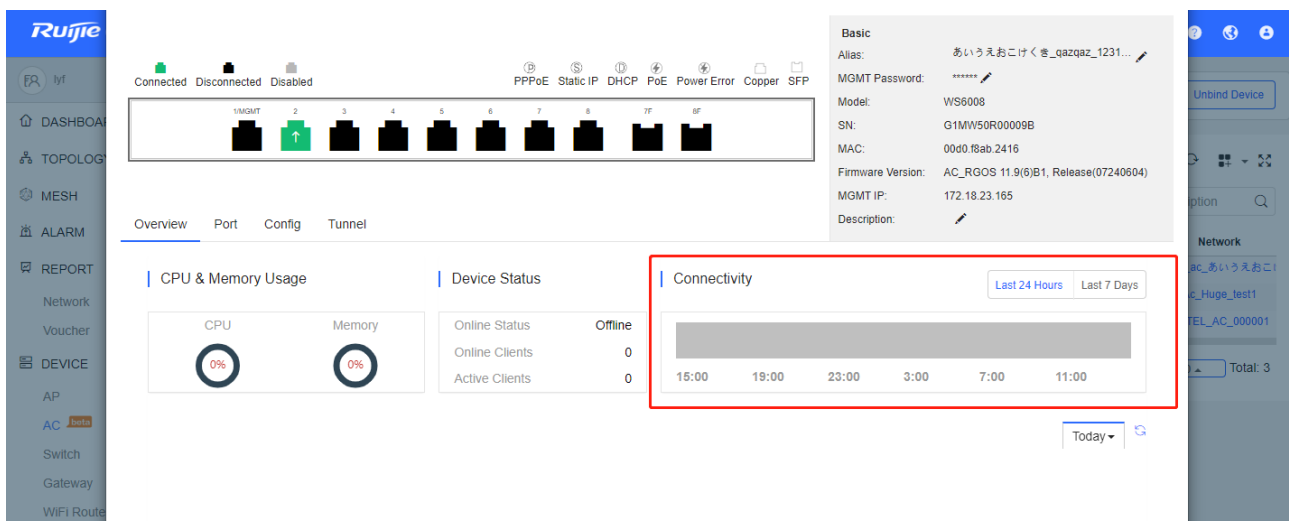 Ruijie
lyf
Unbind Device
DASHBOA
TOPOLOG
MESH
ALARM
REPORT
Network
Voucher
DEVICE
AP
AC beta
Switch
Gateway
WiFi Route
Connected Disconnected Disabled
PPPoE Static IP DHCP PoE Power Error Copper SFP
1/MGMT 2 3 4 5 6 7 8 7F 8F
Basic
Alias: あいうえおこけくき_qazqaz_1231...
MGMT Password: ******
Model: WS6008
SN: G1MW50R00009B
MAC: 00d0.f8ab.2416
Firmware Version: AC_RGOS 11.9(6)B1, Release(07240604)
MGMT IP: 172.18.23.165
Description:
Overview Port Config Tunnel
CPU & Memory Usage
CPU Memory
0% 0%
Device Status
Online Status Offline
Online Clients 0
Active Clients 0
Connectivity
Last 24 Hours Last 7 Days
15:00 19:00 23:00 3:00 7:00 11:00
Today
ription
Network
_ac_あいうえおこ
c_Huge_test1
TEL_AC_000001
Total: 3